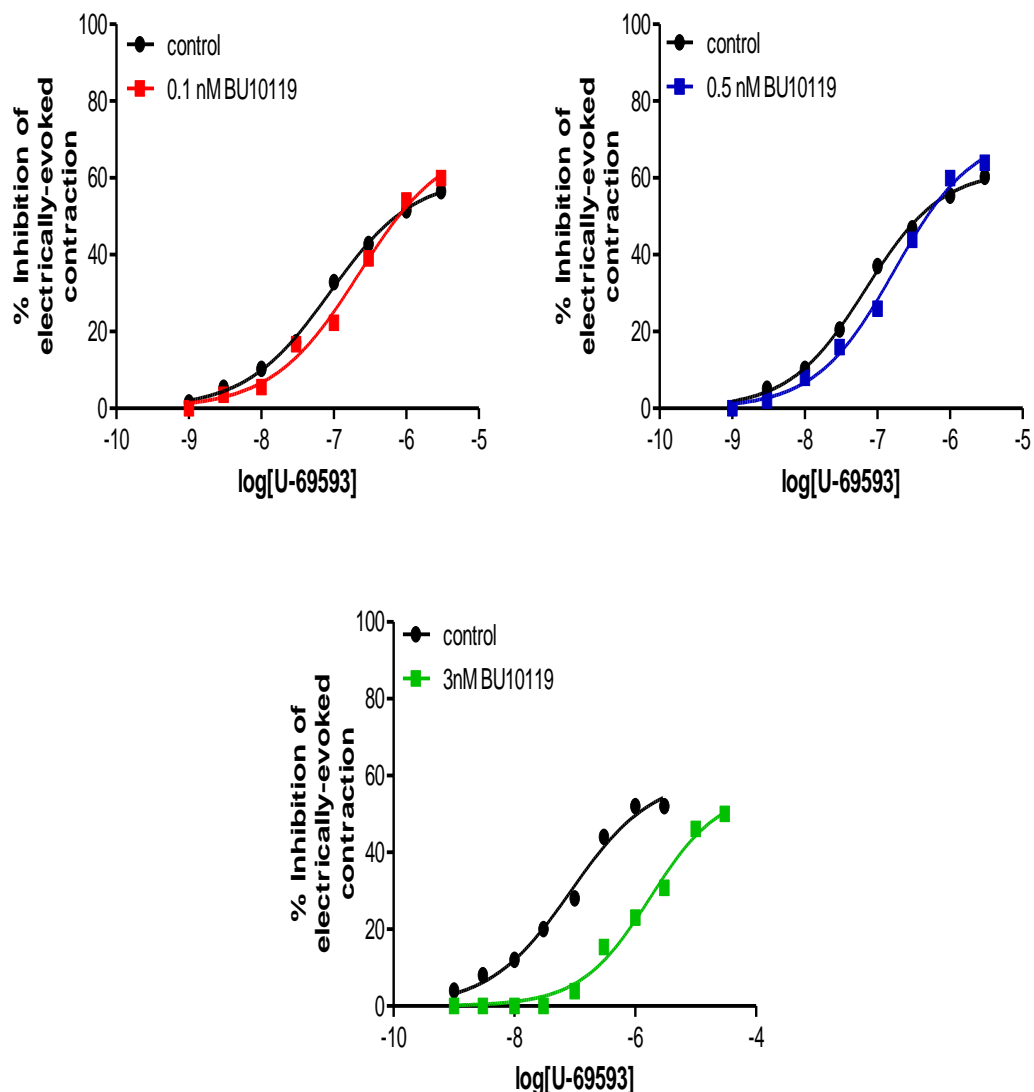 100
80
60
40
20
0
-10
-9
-8
-7
-6
-5
% Inhibition of
electrically-evoked
contraction
log[U-69593]
control
0.1 nM BU10119
100
80
60
40
20
0
-10
-9
-8
-7
-6
-5
% Inhibition of
electrically-evoked
contraction
log[U-69593]
control
0.5 nM BU10119
100
80
60
40
20
0
-10
-8
-6
-4
% Inhibition of
electrically-evoked
contraction
log[U-69593]
control
3nM BU10119